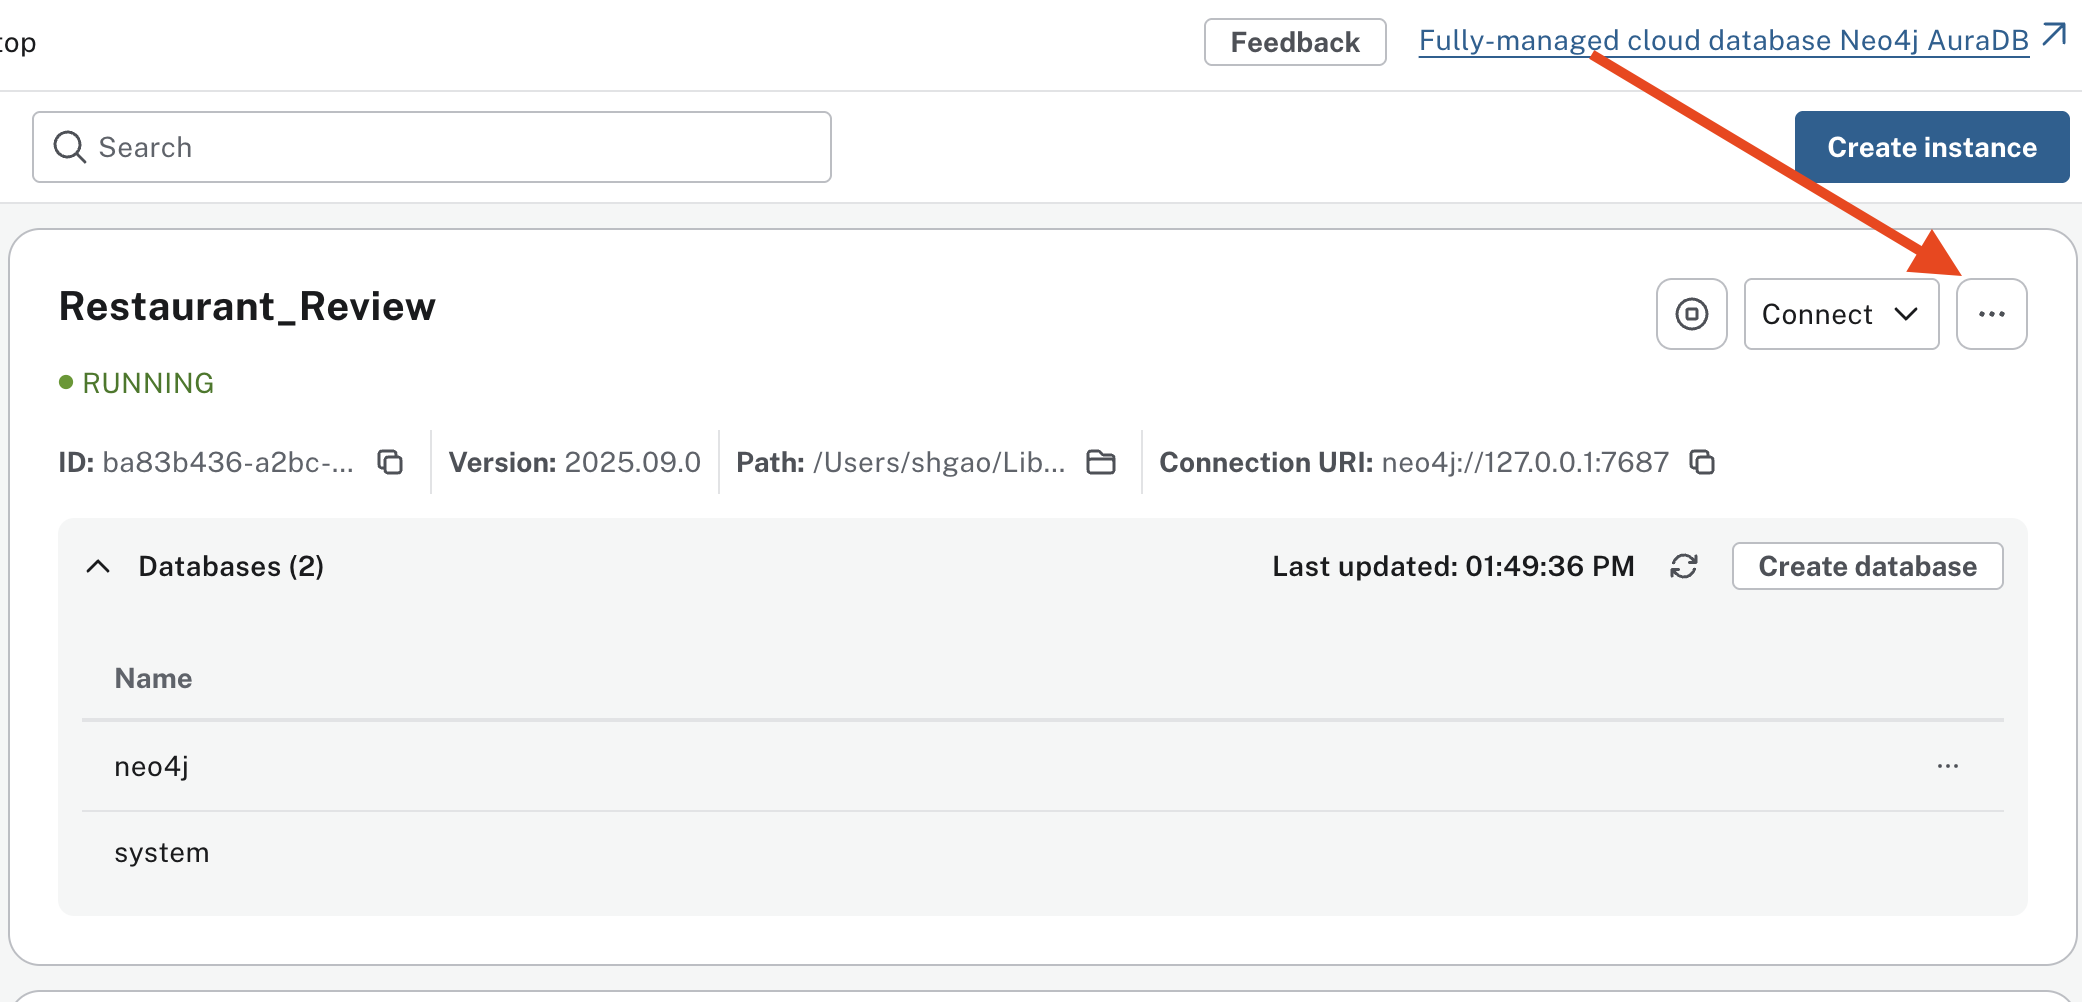 top
Feedback
Fully-managed cloud database Neo4j AuraDB
Search
Create instance
Restaurant_Review
Connect
RUNNING
ID: ba83b436-a2bc-...
Version: 2025.09.0
Path: /Users/shgao/Lib...
Connection URI: neo4j://127.0.0.1:7687
Databases (2)
Last updated: 01:49:36 PM
Create database
Name
neo4j
system